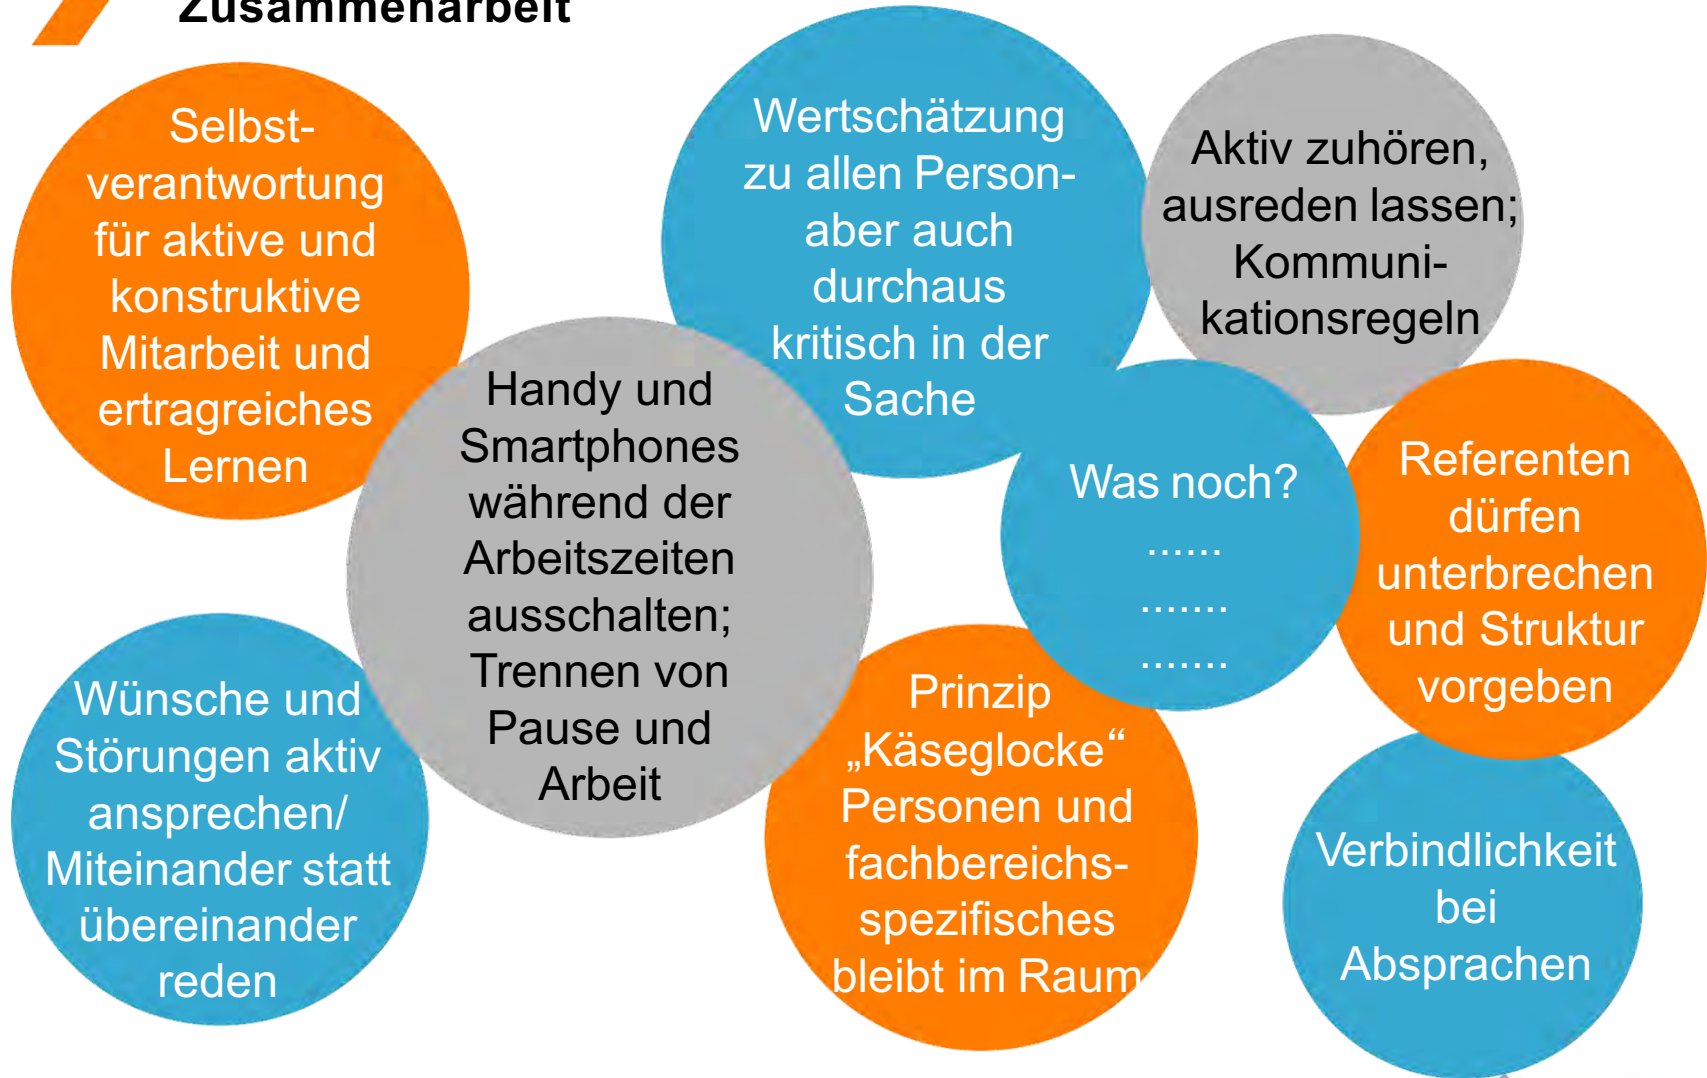 Zusammenarbeit
Selbst-
verantwortung
für aktive und
konstruktive
Mitarbeit und
ertragreiches
Lernen
Wertschätzung
zu allen Person-
aber auch
durchaus
kritisch in der
Sache
Aktiv zuhören,
ausreden lassen;
Kommuni-
kationsregeln
Handy und
Smartphones
während der
Arbeitszeiten
ausschalten;
Trennen von
Pause und
Arbeit
Was noch?
......
.......
.......
Referenten
dürfen
unterbrechen
und Struktur
vorgeben
Wünsche und
Störungen aktiv
ansprechen/
Miteinander statt
übereinander
reden
Prinzip
„Käseglocke“
Personen und
fachbereichs-
spezifisches
bleibt im Raum
Verbindlichkeit
bei
Absprachen